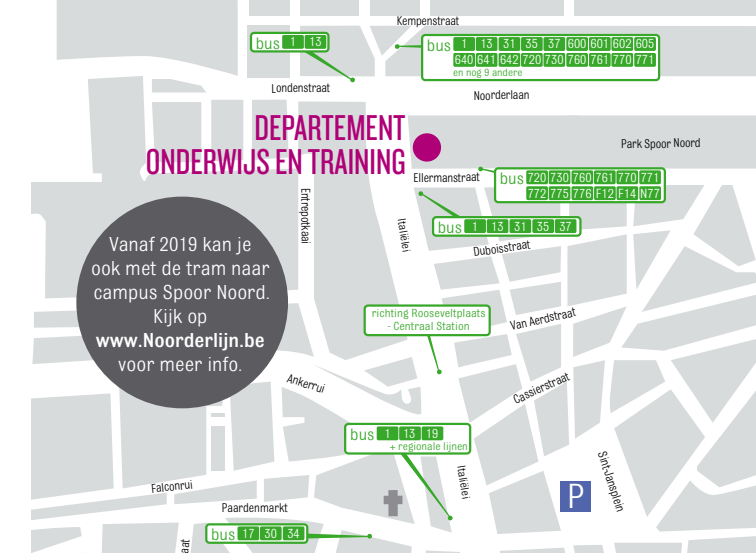 Kempenstraat
bus 1 13
bus 1 13 31 35 37 600 601 602 605
640 641 642 720 730 760 761 770 771
en nog 9 andere
Londenstraat
Noorderlaan
DEPARTEMENT
ONDERWIJS EN TRAINING
Park Spoor Noord
Ellermanstraat
bus 720 730 760 761 770 771
772 775 776 F12 F14 N77
Entrepotkaai
Italiëlei
bus 1 13 31 35 37
Duboisstraat
Vanaf 2019 kan je
ook met de tram naar
campus Spoor Noord.
Kijk op
www.Noorderlijn.be
voor meer info.
richting Rooseveltplaats
- Centraal Station
Van Aerdstraat
Ankerrui
Cassierstraat
bus 1 13 19
+ regionale lijnen
Italiëlei
Sint-Jansplein
P
Falconrui
Paardenmarkt
bus 17 30 34
aat